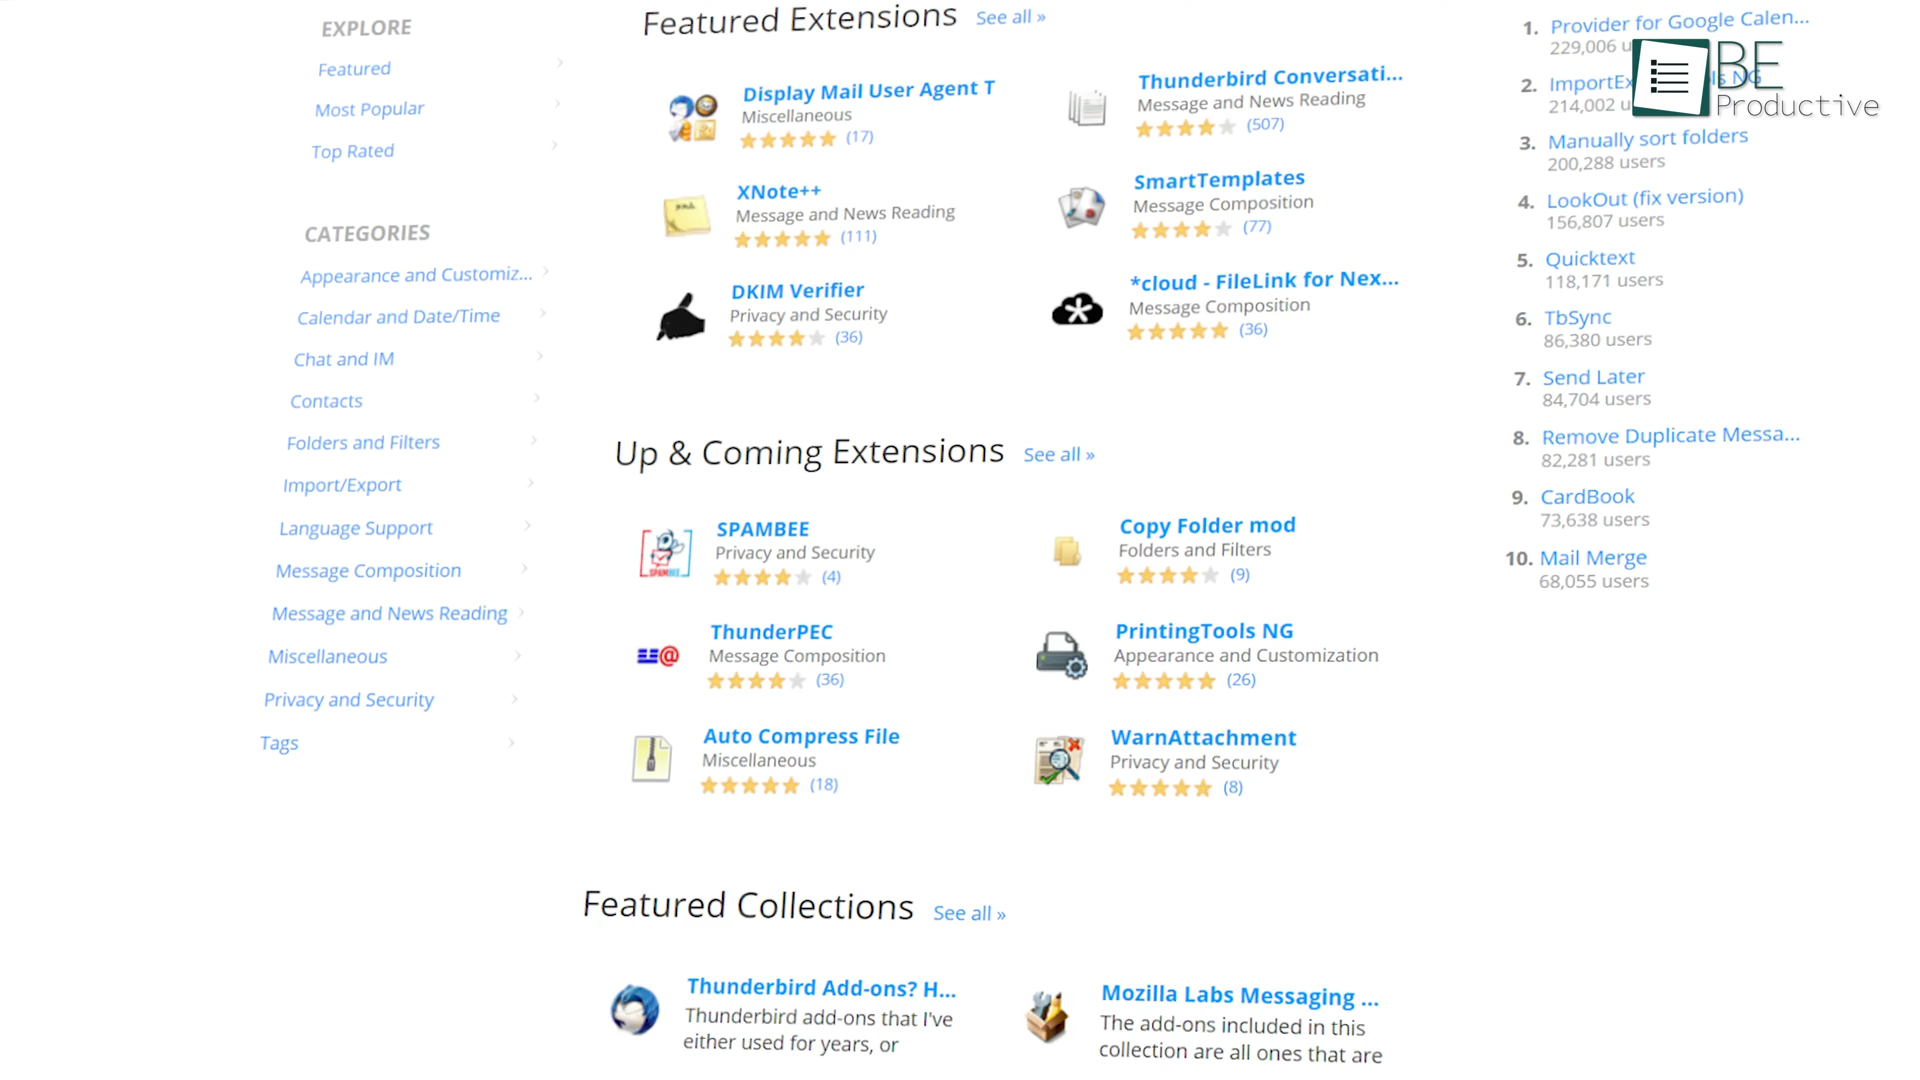 EXPLORE
Featured
Most Popular
Top Rated
CATEGORIES
Appearance and Customiz...
Calendar and Date/Time
Chat and IM
Contacts
Folders and Filters
Import/Export
Language Support
Message Composition
Message and News Reading
Miscellaneous
Privacy and Security
Tags
Featured Extensions See all »
Display Mail User Agent T
Miscellaneous
(17)
Thunderbird Conversati...
Message and News Reading
(507)
XNote++
Message and News Reading
(111)
SmartTemplates
Message Composition
(77)
DKIM Verifier
Privacy and Security
(36)
*cloud - FileLink for Nex...
Message Composition
(36)
Up & Coming Extensions See all »
SPAMBEE
Privacy and Security
(4)
Copy Folder mod
Folders and Filters
(9)
ThunderPEC
Message Composition
(36)
PrintingTools NG
Appearance and Customization
(26)
Auto Compress File
Miscellaneous
(18)
WarnAttachment
Privacy and Security
(8)
Featured Collections See all »
Thunderbird Add-ons? H...
Thunderbird add-ons that I've
either used for years, or
Mozilla Labs Messaging ...
The add-ons included in this
collection are all ones that are
1. Provider for Google Calen...
229,006 u
2. ImportEx ls NG
214,002 u
3. Manually sort folders
200,288 users
4. LookOut (fix version)
156,807 users
5. Quicktext
118,171 users
6. TbSync
86,380 users
7. Send Later
84,704 users
8. Remove Duplicate Messa...
82,281 users
9. CardBook
73,638 users
10. Mail Merge
68,055 users
BE
Productive